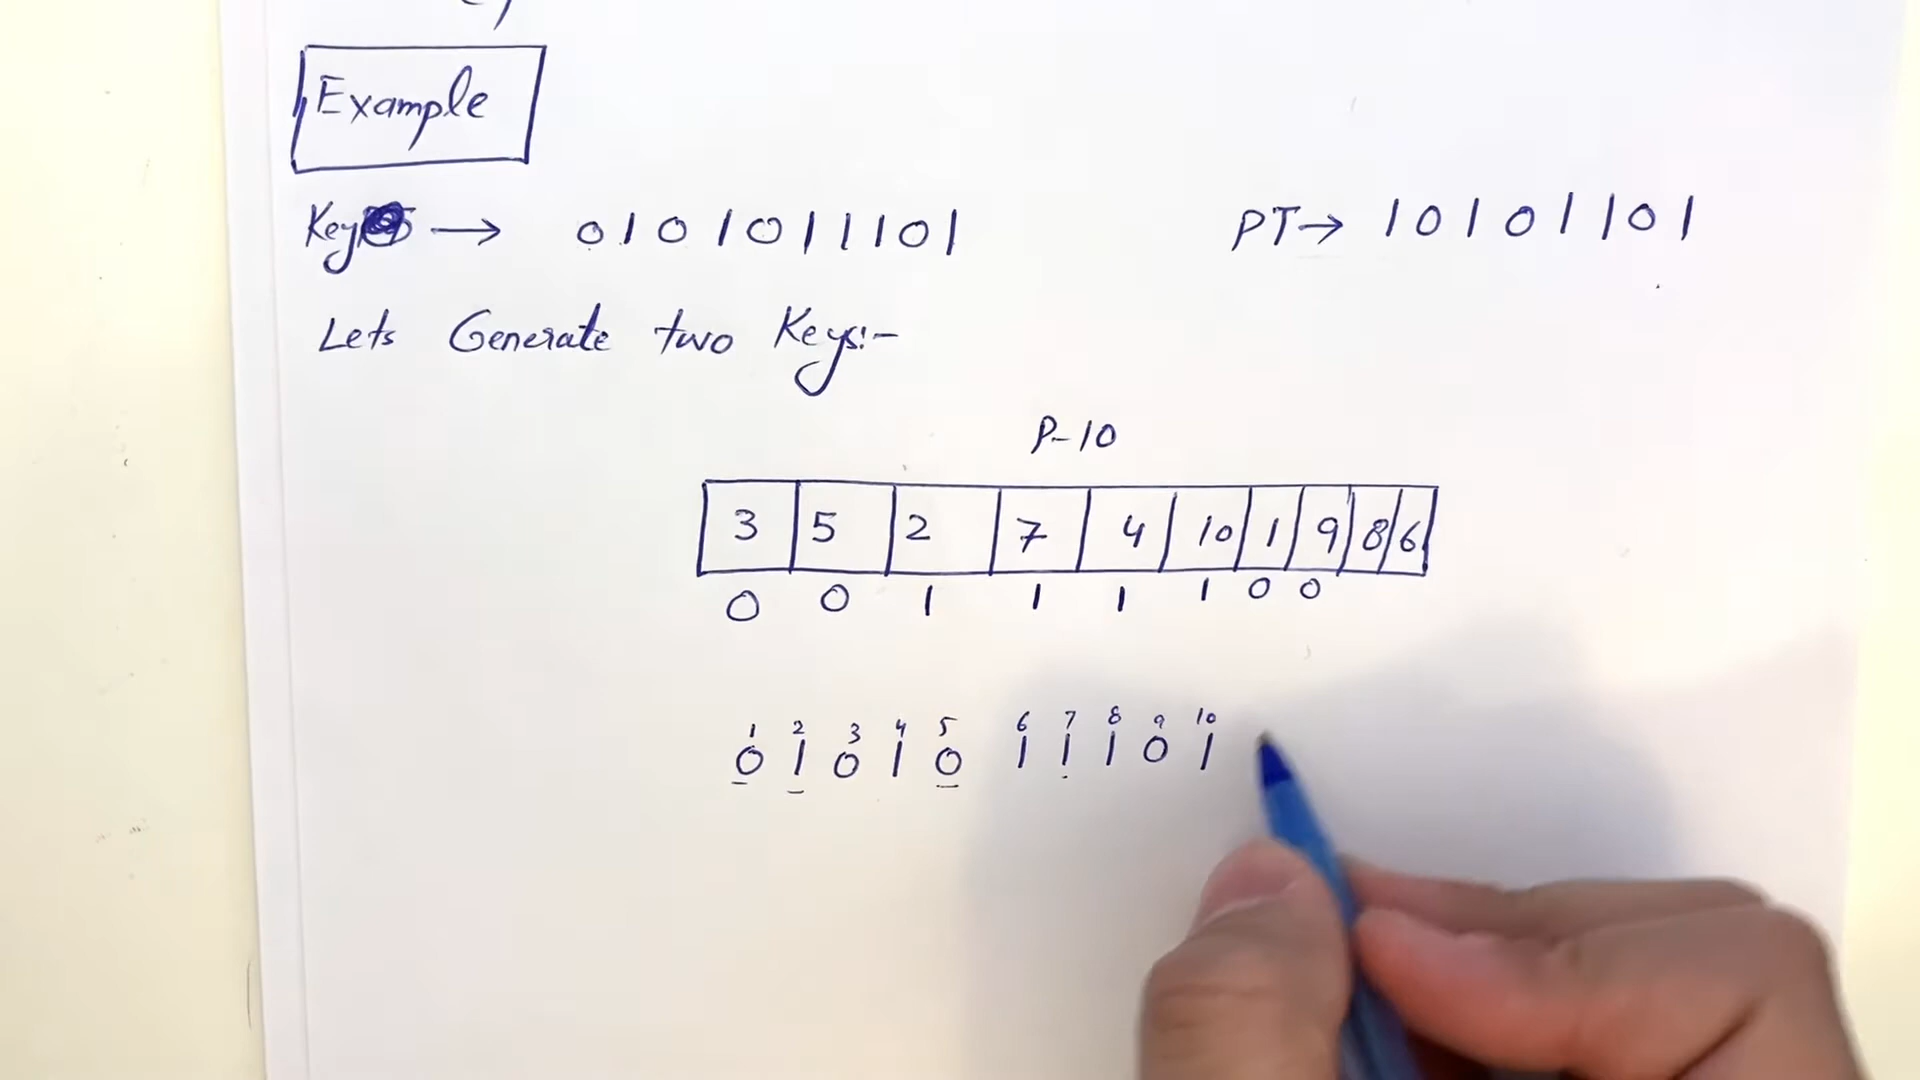 Example
Key → 0101011101 PT→ 10101101
Lets Generate two Keys:-
P-10
3 5 2 7 4 10 1 9 8 6
0 0 1 1 1 1 0 0
1 2 3 4 5 6 7 8 9 10
0 1 0 1 0 1 1 1 0 1